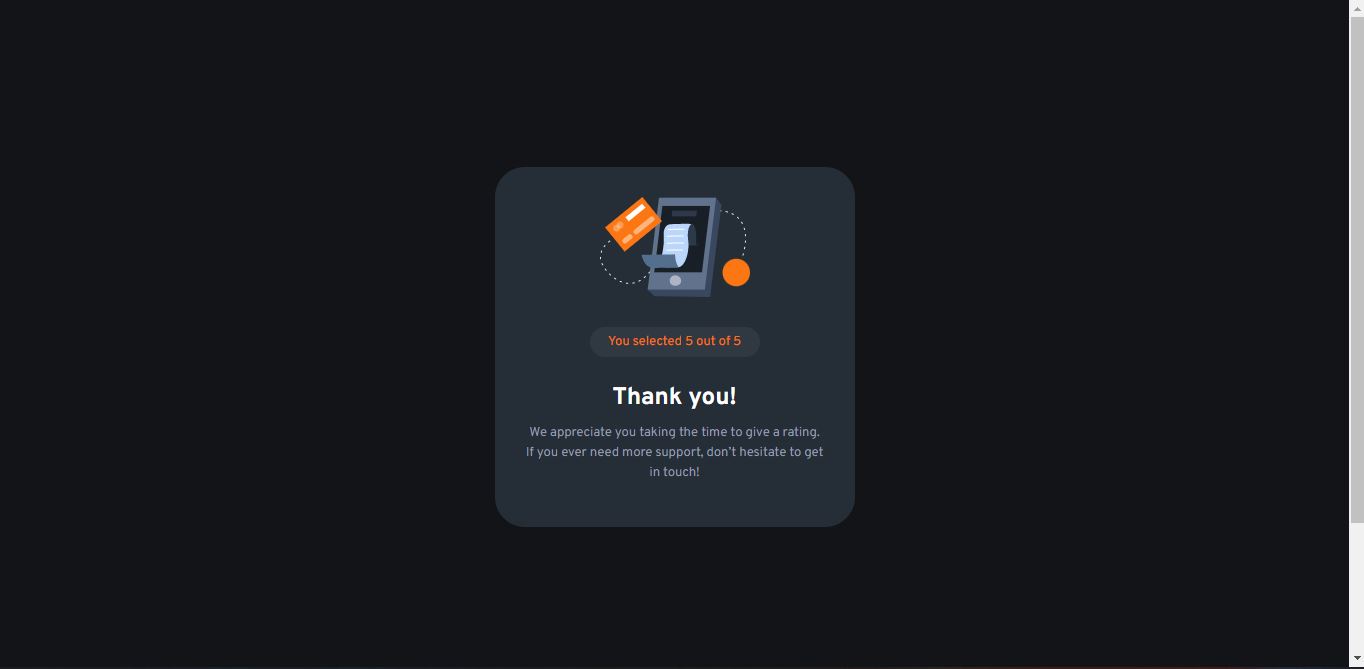 You selected 5 out of 5
Thank you!
We appreciate you taking the time to give a rating.
If you ever need more support, don’t hesitate to get
in touch!